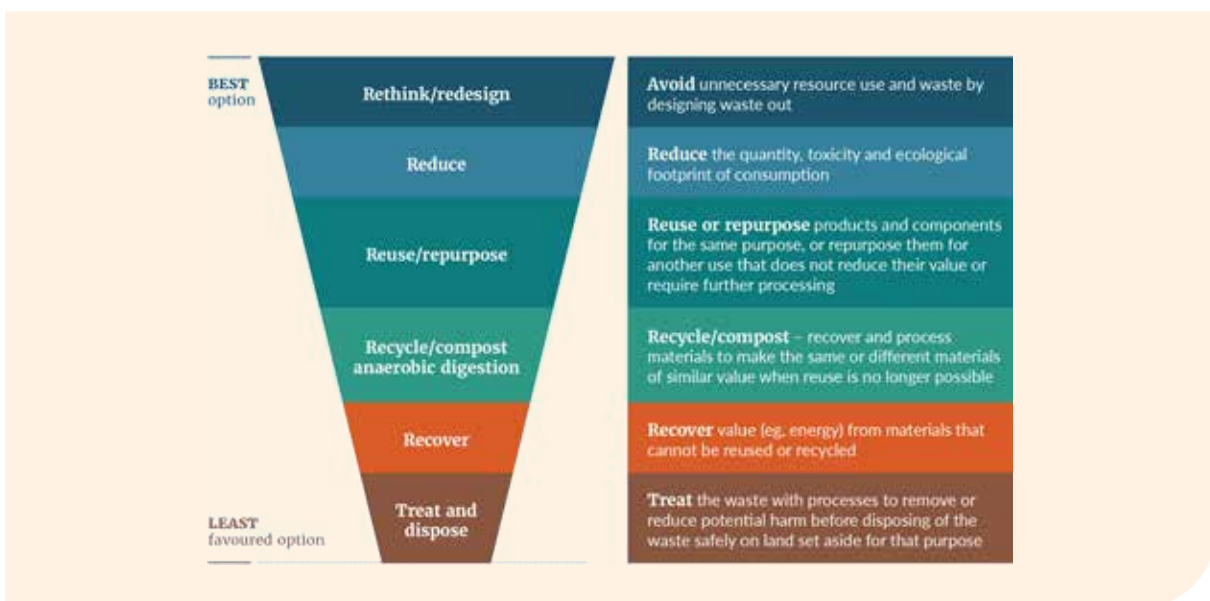 BEST
option
Rethink/redesign
Avoid unnecessary resource use and waste by
designing waste out
Reduce
Reduce the quantity, toxicity and ecological
footprint of consumption
Reuse/repurpose
Reuse or repurpose products and components
for the same purpose, or repurpose them for
another use that does not reduce their value or
require further processing
Recycle/compost
anaerobic digestion
Recycle/compost – recover and process
materials to make the same or different materials
of similar value when reuse is no longer possible
Recover
Recover value (eg, energy) from materials that
cannot be reused or recycled
LEAST
favoured option
Treat and
dispose
Treat the waste with processes to remove or
reduce potential harm before disposing of the
waste safely on land set aside for that purpose